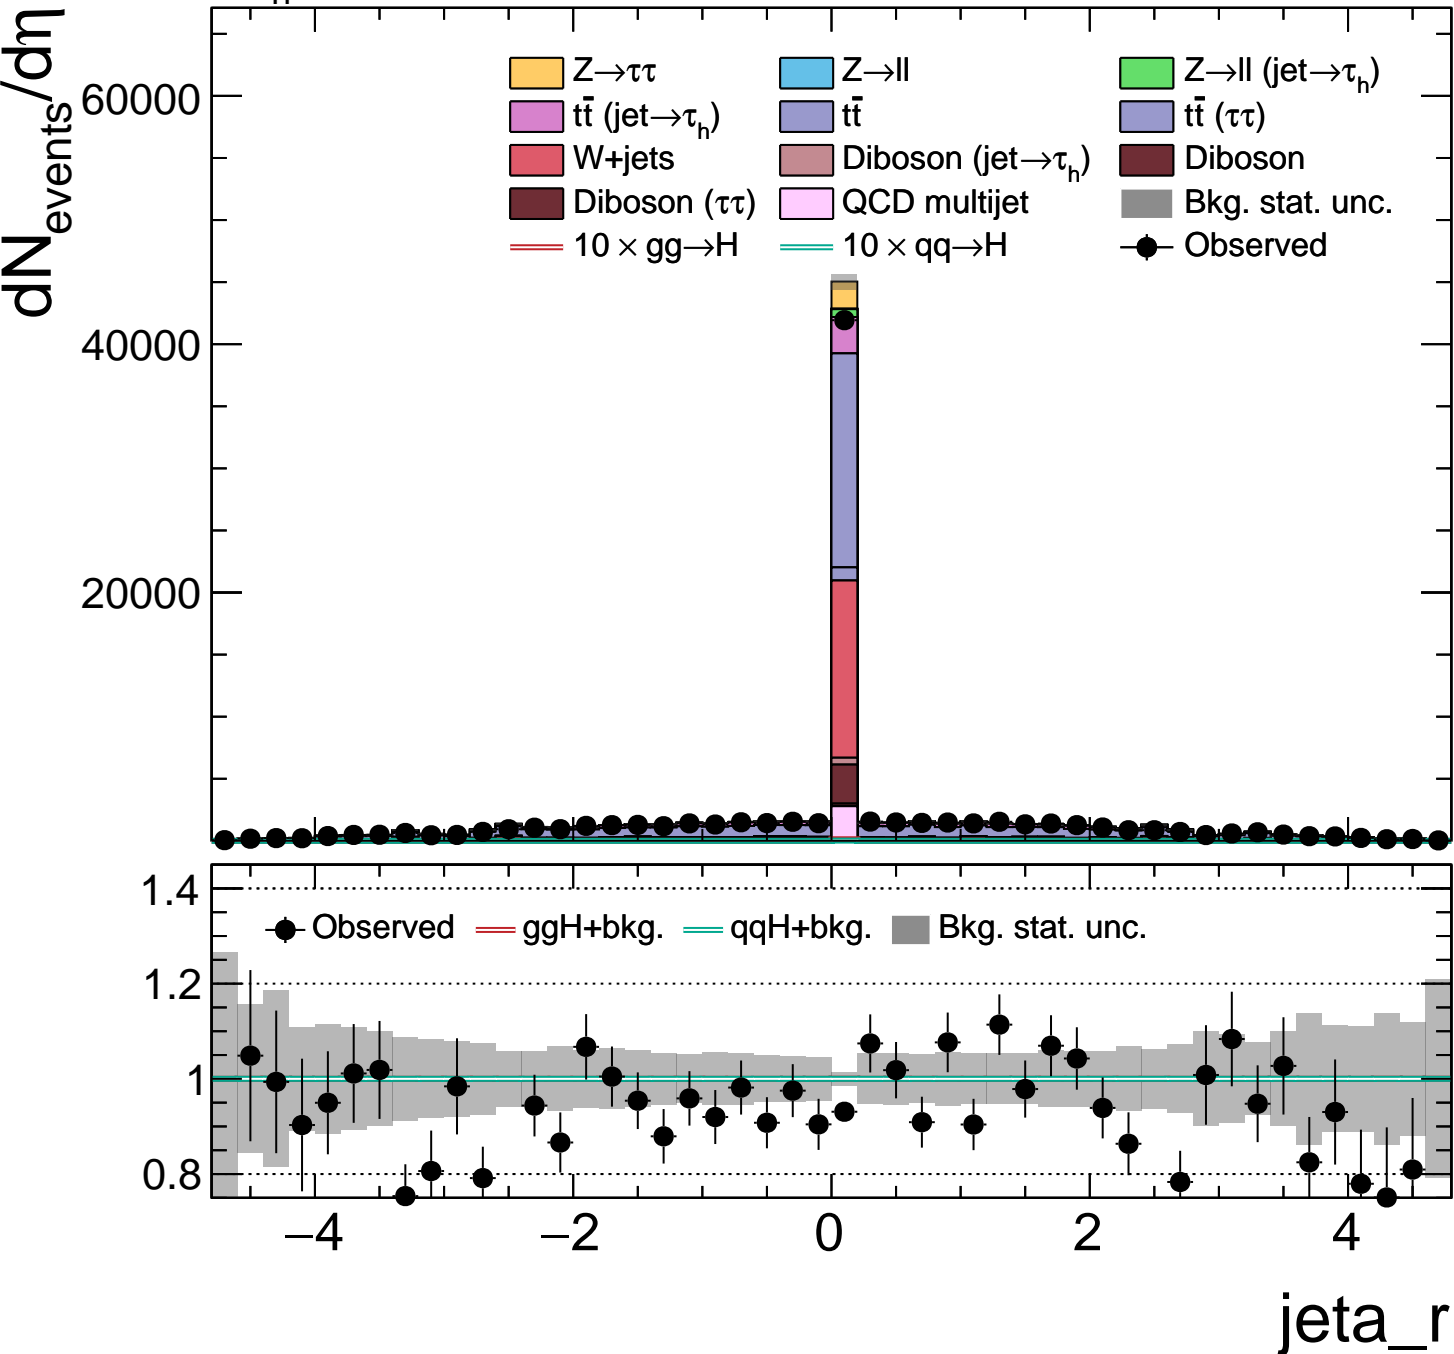 dN_events/dη
60000
40000
20000
Z→ττ Z→ll Z→ll (jet→τ_h)
tt̄ (jet→τ_h) tt̄ tt̄ (ττ)
W+jets Diboson (jet→τ_h) Diboson
Diboson (ττ) QCD multijet Bkg. stat. unc.
10 × gg→H 10 × qq→H Observed
1.4
1.2
1
0.8
Observed ggH+bkg. qqH+bkg. Bkg. stat. unc.
−4 −2 0 2 4
jeta_r